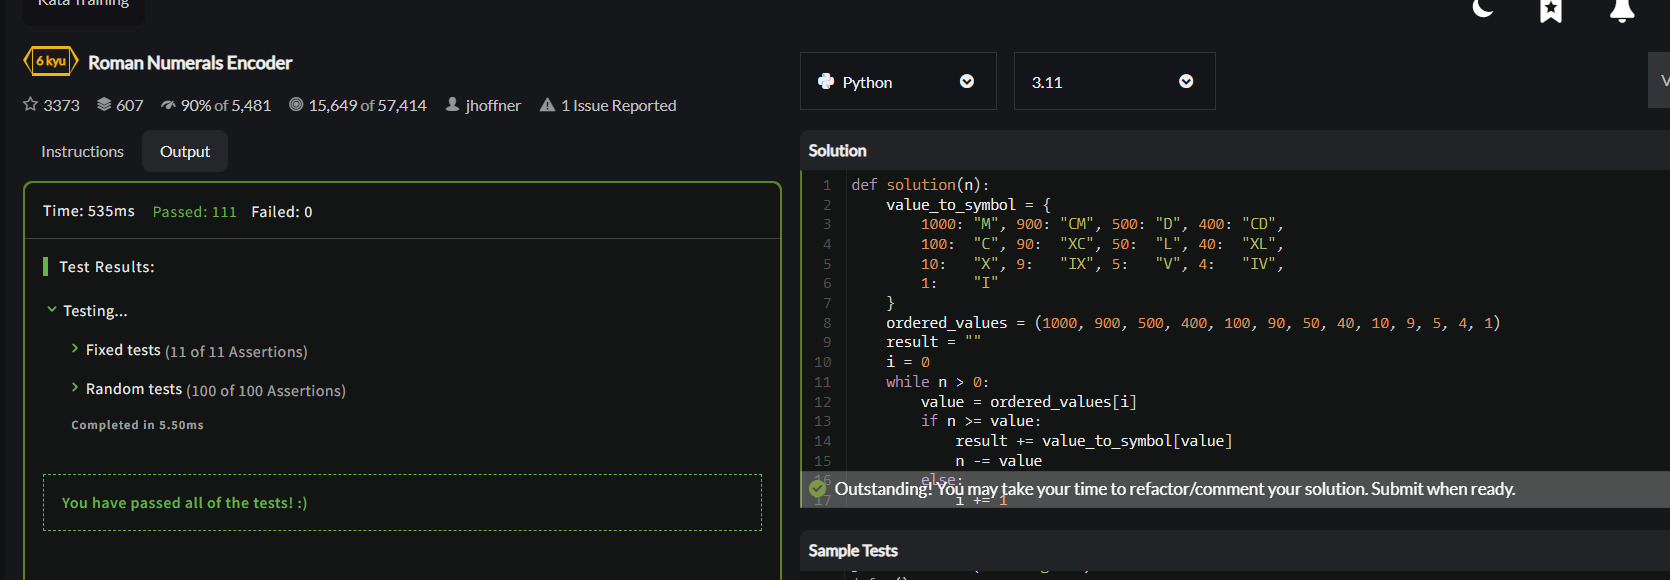 Kata Training
6 kyu Roman Numerals Encoder
3373 607 90% of 5,481 15,649 of 57,414 jhoffner 1 Issue Reported
Instructions Output
Time: 535ms Passed: 111 Failed: 0
Test Results:
Testing...
Fixed tests (11 of 11 Assertions)
Random tests (100 of 100 Assertions)
Completed in 5.50ms
You have passed all of the tests! :)
Python 3.11
V
Solution
1 def solution(n):
2     value_to_symbol = {
3         1000: "M", 900: "CM", 500: "D", 400: "CD",
4         100:  "C", 90:  "XC", 50:  "L", 40:  "XL",
5         10:   "X", 9:   "IX", 5:   "V", 4:   "IV",
6         1:    "I"
7     }
8     ordered_values = (1000, 900, 500, 400, 100, 90, 50, 40, 10, 9, 5, 4, 1)
9     result = ""
10     i = 0
11     while n > 0:
12         value = ordered_values[i]
13         if n >= value:
14             result += value_to_symbol[value]
15             n -= value
16         else:
Outstanding! You may take your time to refactor/comment your solution. Submit when ready.
17             i += 1
Sample Tests